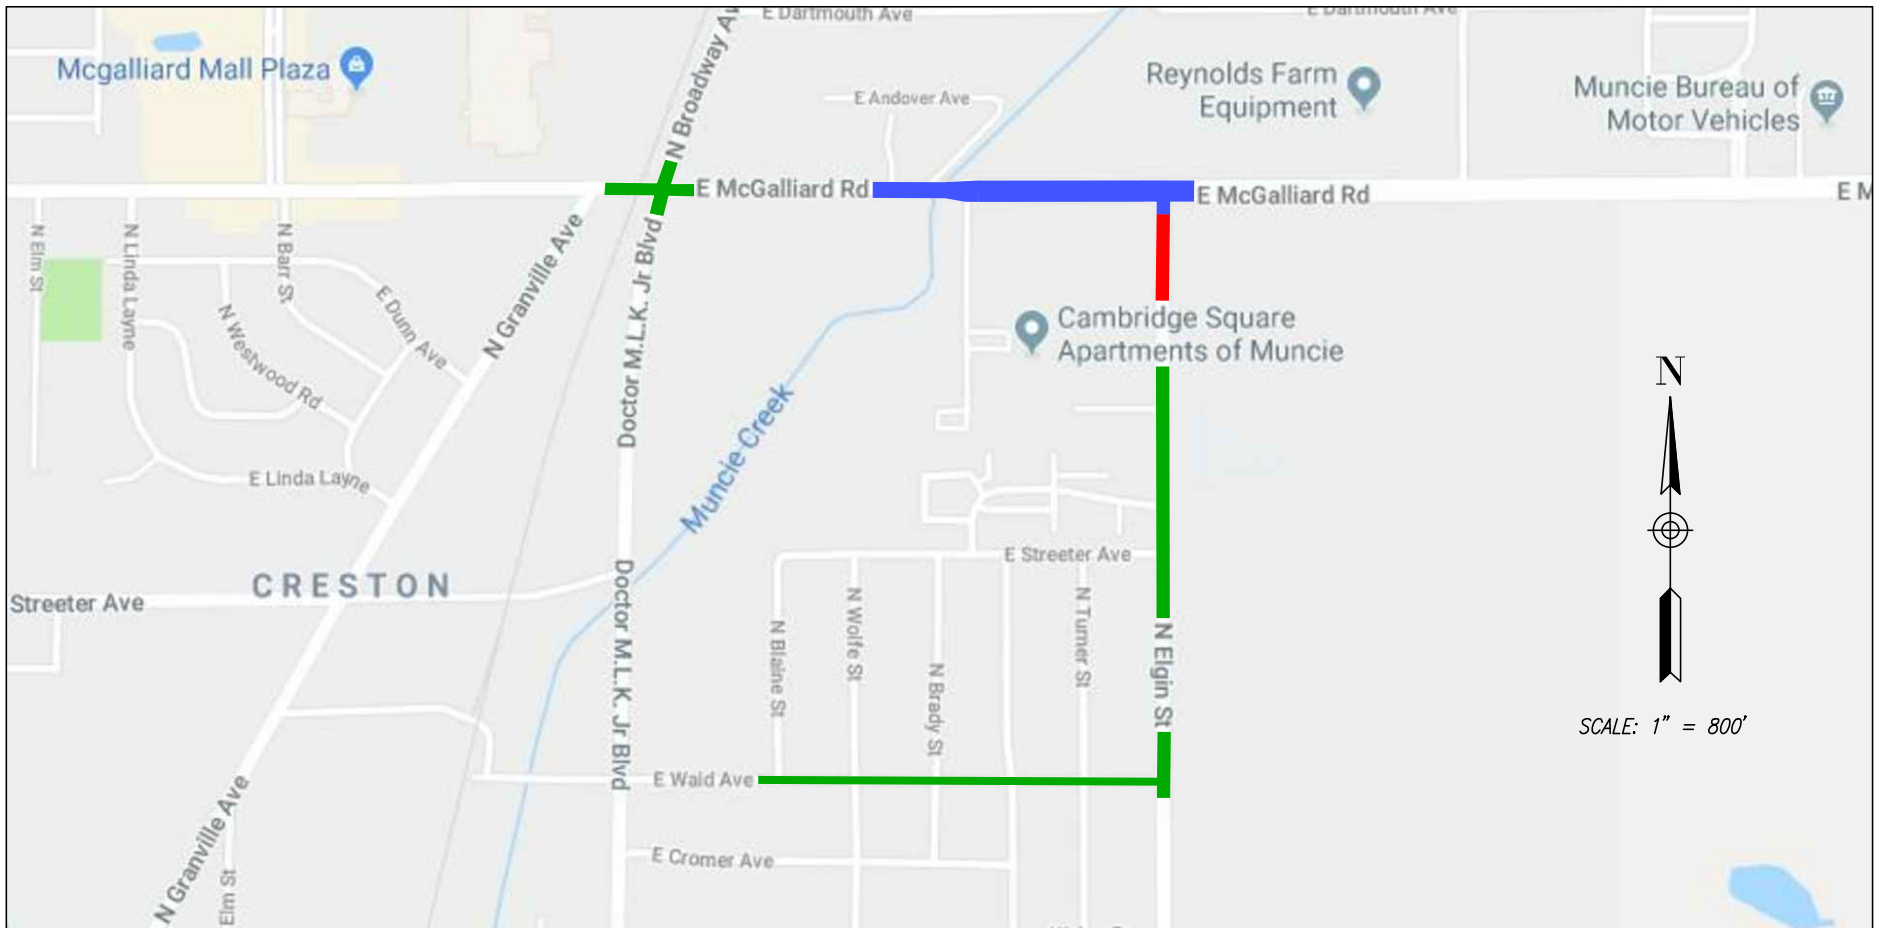 E Dartmouth Ave
E Dartmouth Ave
Mcgalliard Mall Plaza
N Broadway Av
E Andover Ave
Reynolds Farm
Equipment
Muncie Bureau of
Motor Vehicles
E McGalliard Rd
E McGalliard Rd
E M
N Elm St
N Linda Layne
N Barr St
E Dunn Ave
N Westwood Rd
N Granville Ave
Doctor M.L.K. Jr Blvd
Cambridge Square
Apartments of Muncie
N
Muncie Creek
E Linda Layne
E Streeter Ave
CRESTON
Streeter Ave
Doctor M.L.K. Jr Blvd
N Blaine St
N Wolfe St
N Brady St
N Turner St
N Elgin St
SCALE: 1" = 800'
E Wald Ave
E Cromer Ave
N Granville Ave
Elm St